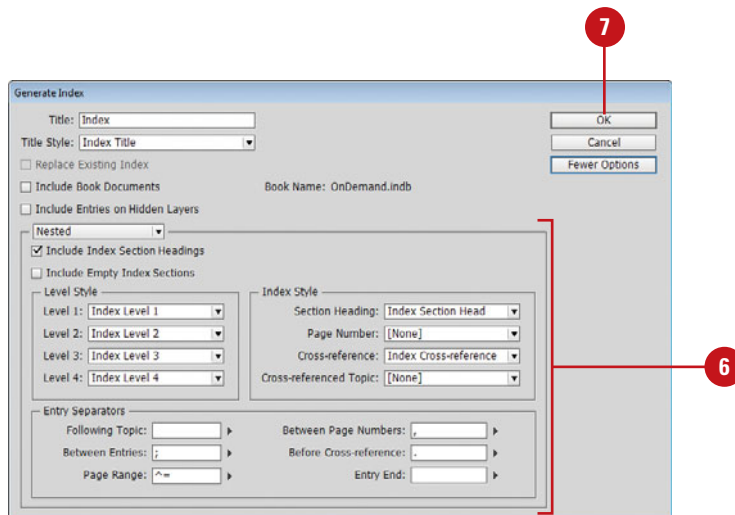 7
Generate Index
Title: Index
OK
Title Style: Index Title
Cancel
Replace Existing Index
Fewer Options
Include Book Documents
Book Name: OnDemand.indb
Include Entries on Hidden Layers
Nested
Include Index Section Headings
Include Empty Index Sections
Level Style
Level 1: Index Level 1
Level 2: Index Level 2
Level 3: Index Level 3
Level 4: Index Level 4
Index Style
Section Heading: Index Section Head
Page Number: [None]
Cross-reference: Index Cross-reference
Cross-referenced Topic: [None]
6
Entry Separators
Following Topic:
Between Page Numbers: ,
Between Entries: ;
Before Cross-reference: .
Page Range: ^=
Entry End: